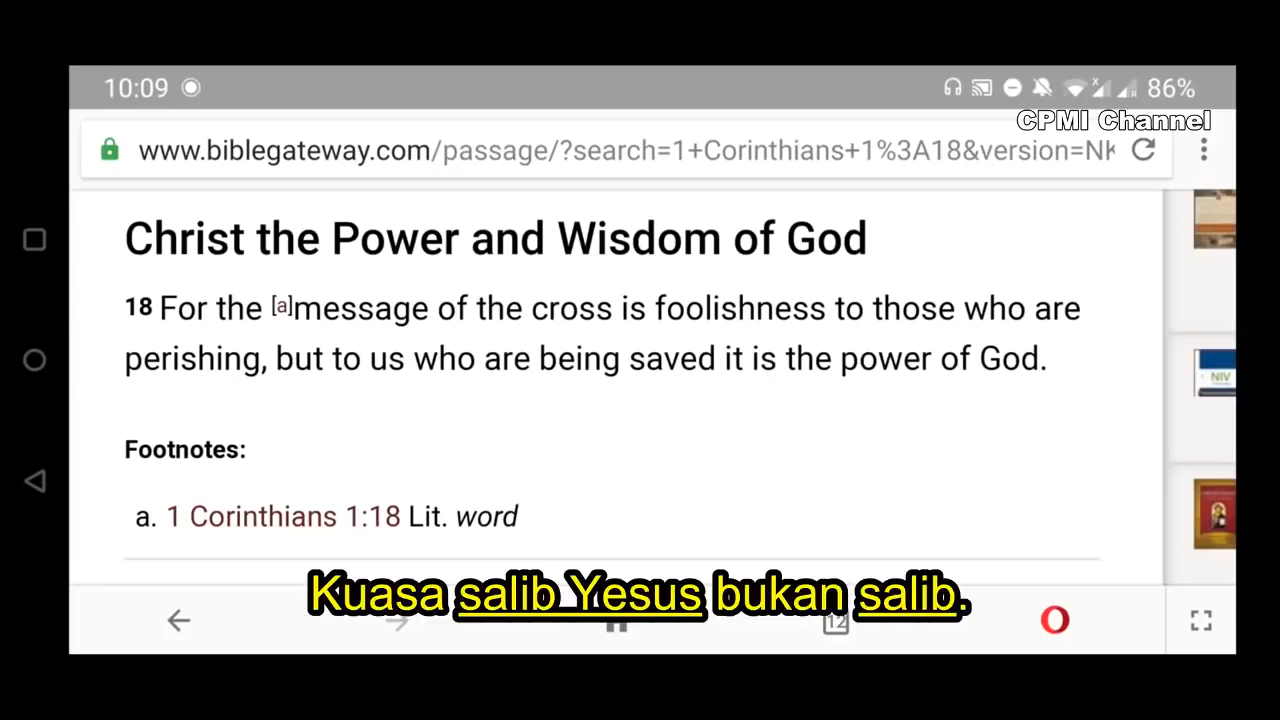 10:09 86%
CPMI Channel
www.biblegateway.com/passage/?search=1+Corinthians+1%3A18&version=NK
Christ the Power and Wisdom of God
18 For the [a]message of the cross is foolishness to those who are
perishing, but to us who are being saved it is the power of God.
NIV
Footnotes:
a. 1 Corinthians 1:18 Lit. word
Kuasa salib Yesus bukan salib.
12